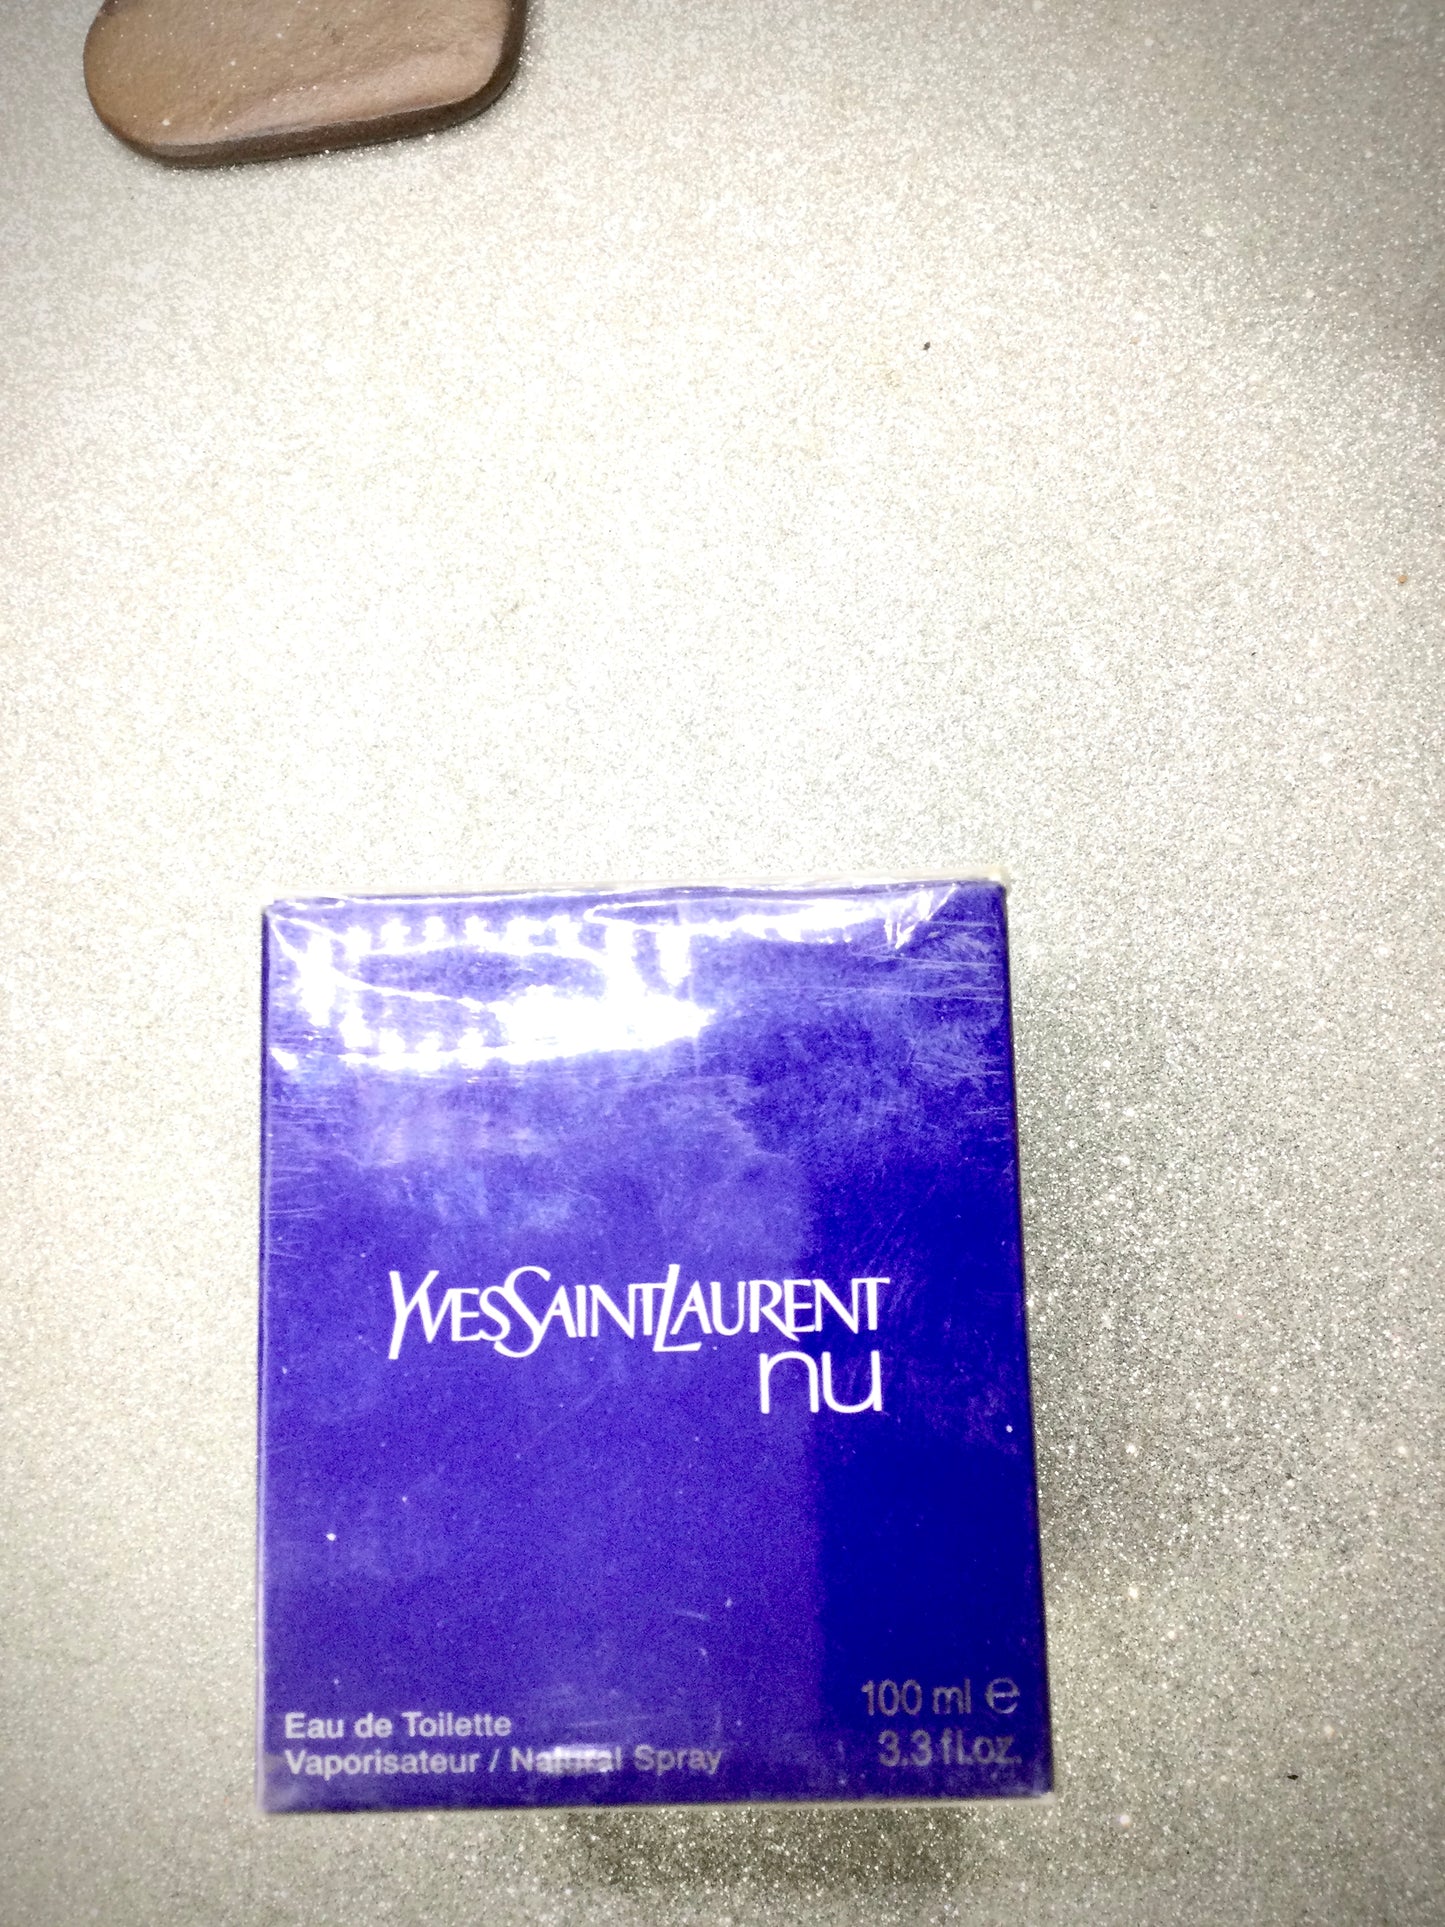 YVESSAINTLAURENT
nu
Eau de Toilette
Vaporisateur / Natural Spray
100 ml ℮
3.3 fl.oz.